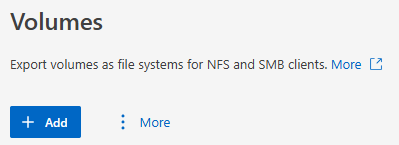 Volumes
Export volumes as file systems for NFS and SMB clients. More
Add More